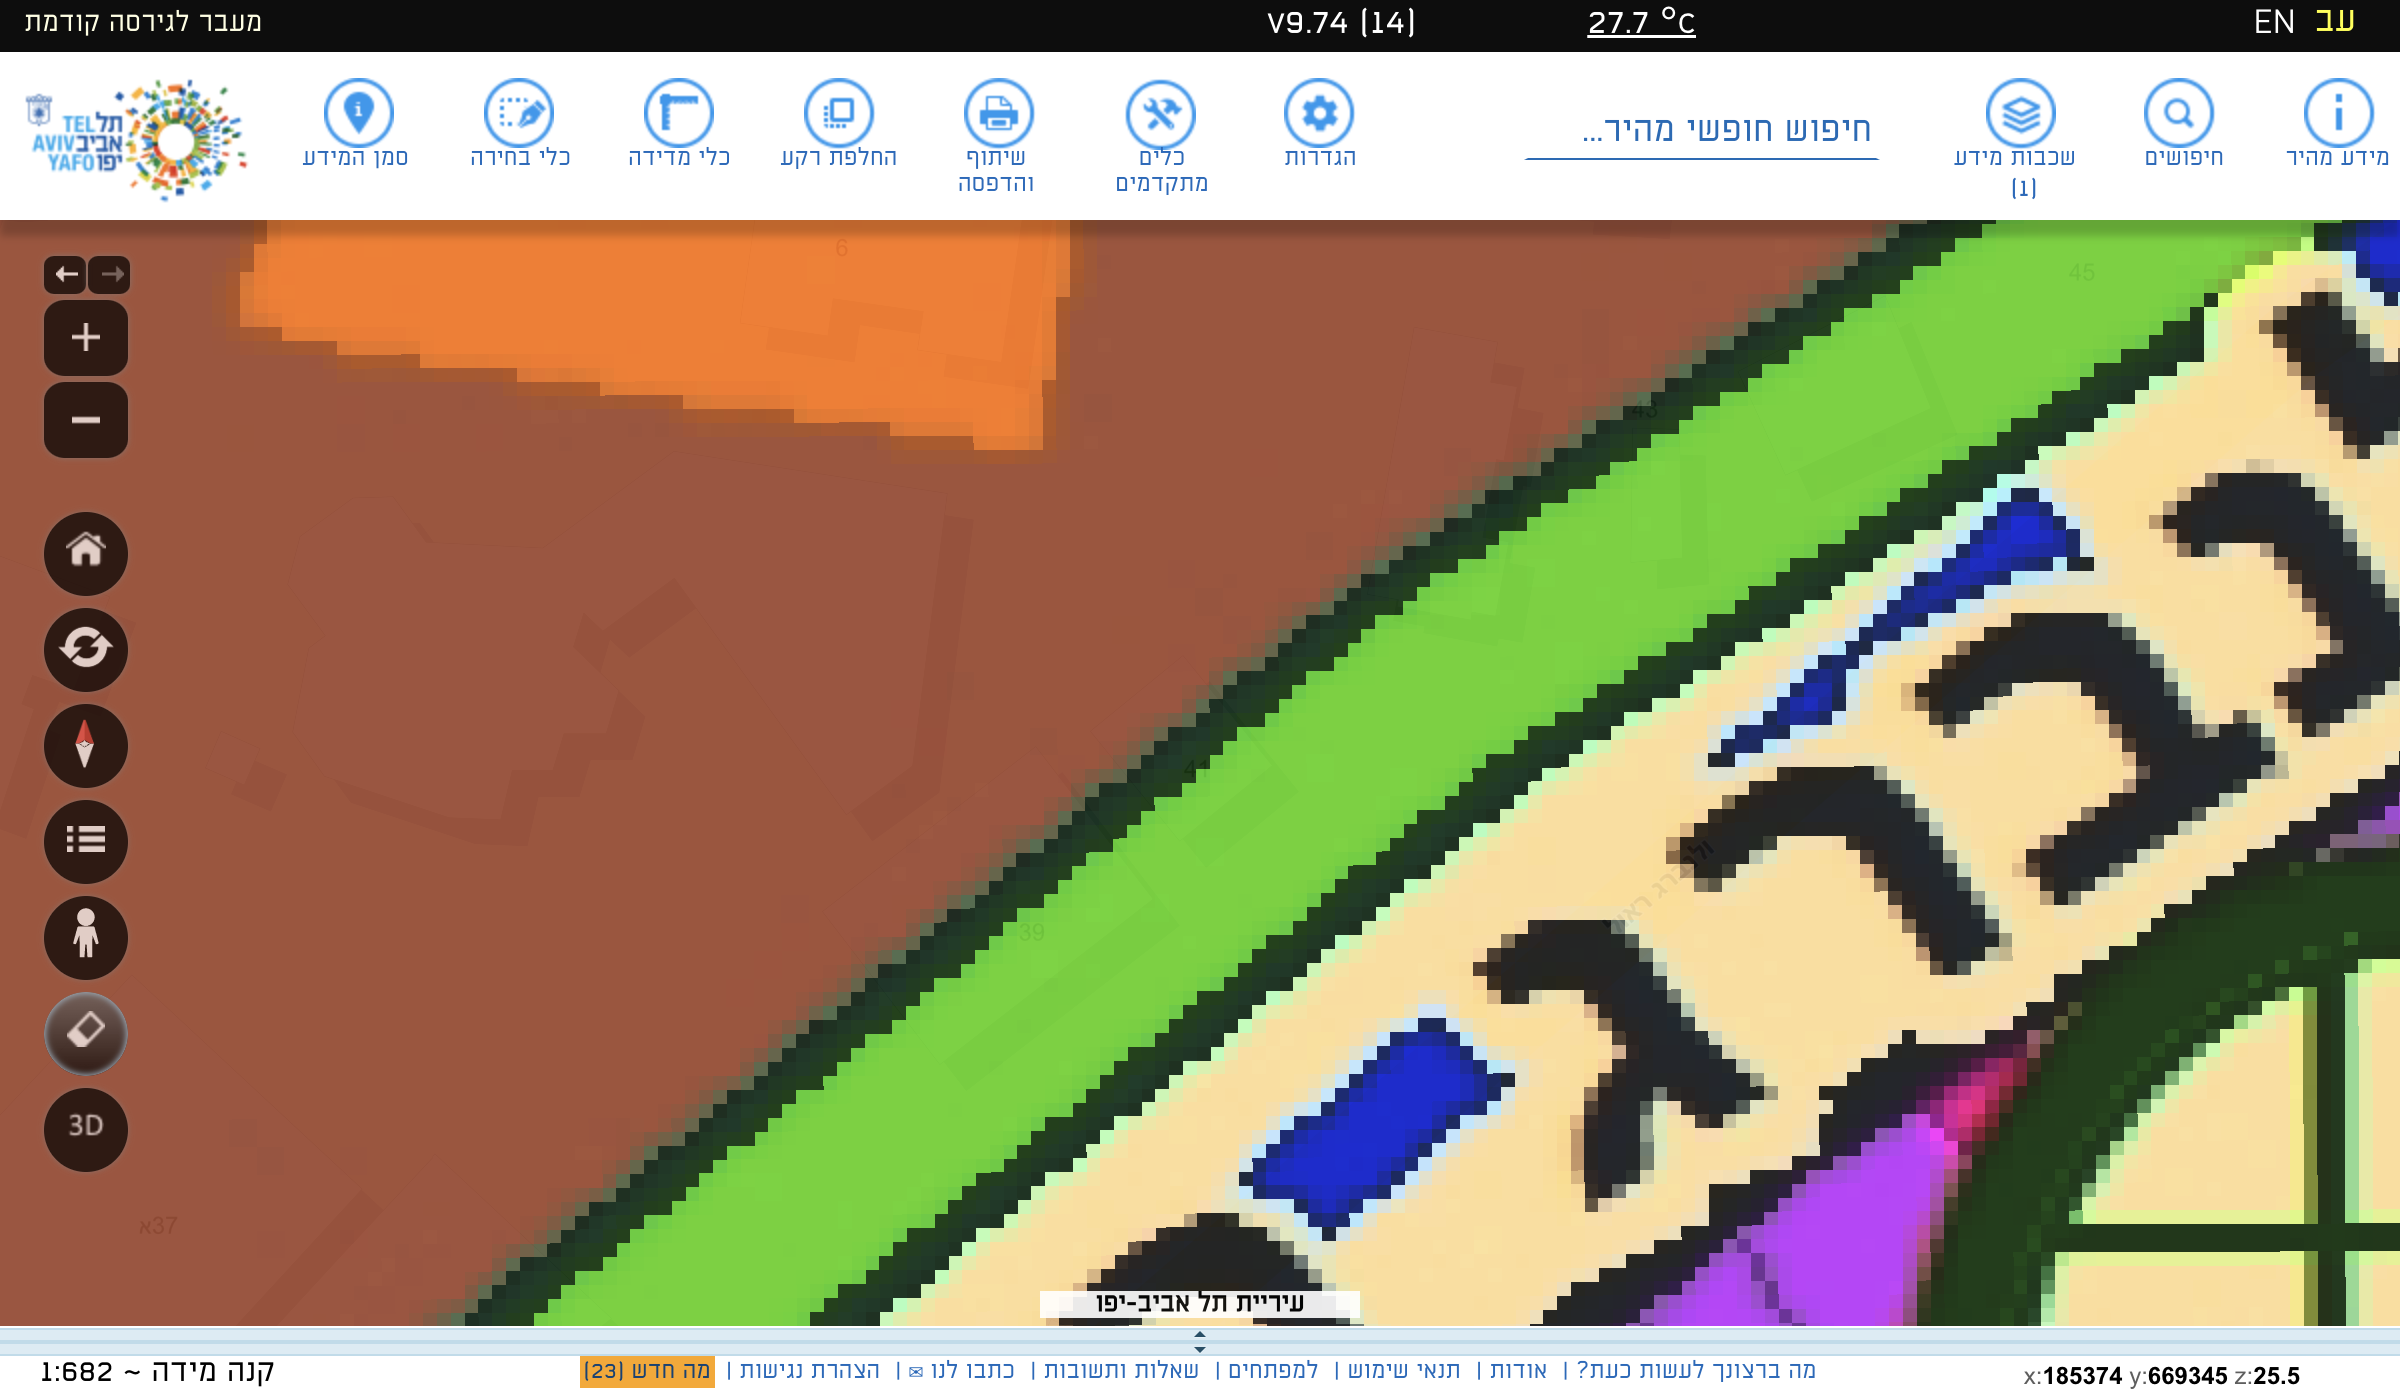 עב EN
27.7 °C
V9.74 (14)
מעבר לגירסה קודמת
מידע מהיר
חיפושים
שכבות מידע
(1)
חיפוש חופשי מהיר...
הגדרות
כלים
מתקדמים
שיתוף
והדפסה
החלפת רקע
כלי מדידה
כלי בחירה
סמן המידע
TEL תל
AVIV אביב
YAFO יפו
6
45
43
41
39
37א
3D
עיריית תל אביב-יפו
x:185374 y:669345 z:25.5
מה ברצונך לעשות כעת? | אודות | תנאי שימוש | למפתחים | שאלות ותשובות | כתבו לנו ✉ | הצהרת נגישות | מה חדש (23)
קנה מידה ~ 1:682